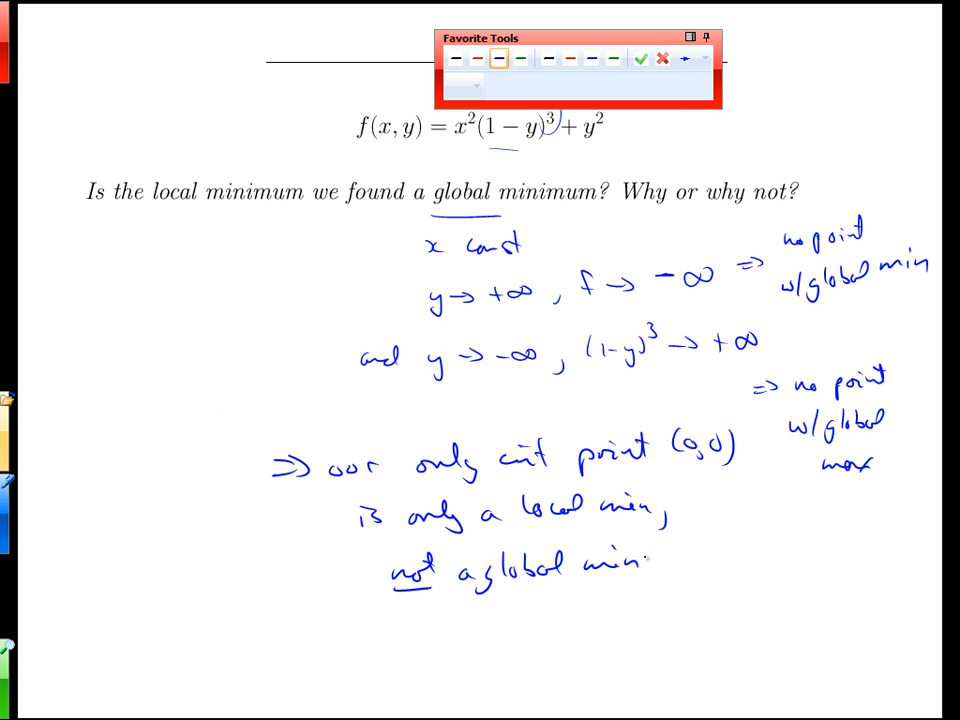 Favorite Tools
f(x, y) = x²(1 − y)³ + y²
Is the local minimum we found a global minimum? Why or why not?
x const
y → +∞, f → −∞ ⇒ no point w/ global min
and y → −∞, (1−y)³ → +∞
⇒ no point w/ global max
⇒ our only crit point (0,0)
is only a local min,
not a global min.